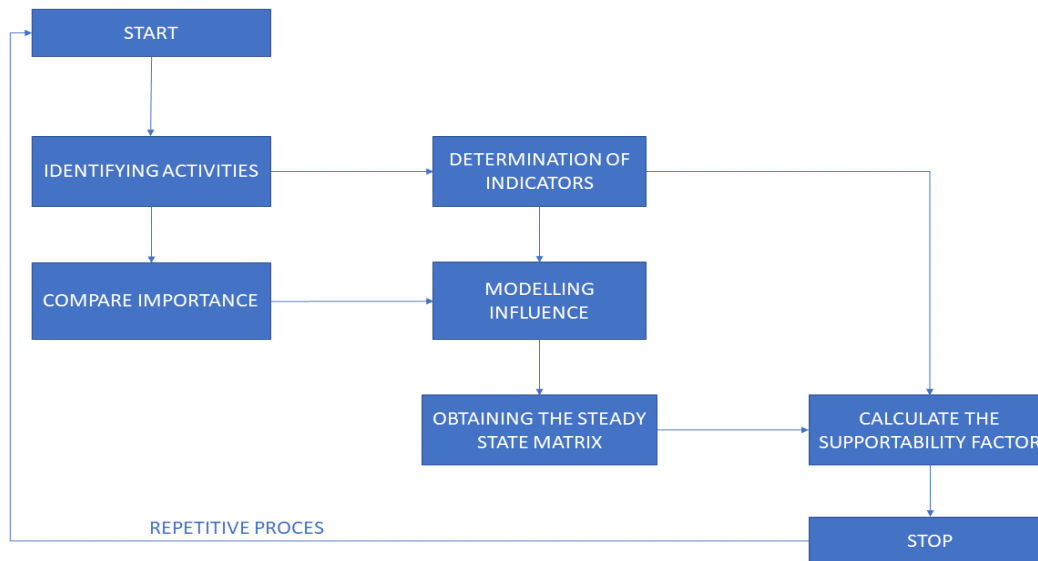 START
IDENTIFYING ACTIVITIES
DETERMINATION OF
INDICATORS
COMPARE IMPORTANCE
MODELLING
INFLUENCE
OBTAINING THE STEADY
STATE MATRIX
CALCULATE THE
SUPPORTABILITY FACTOR
REPETITIVE PROCES
STOP